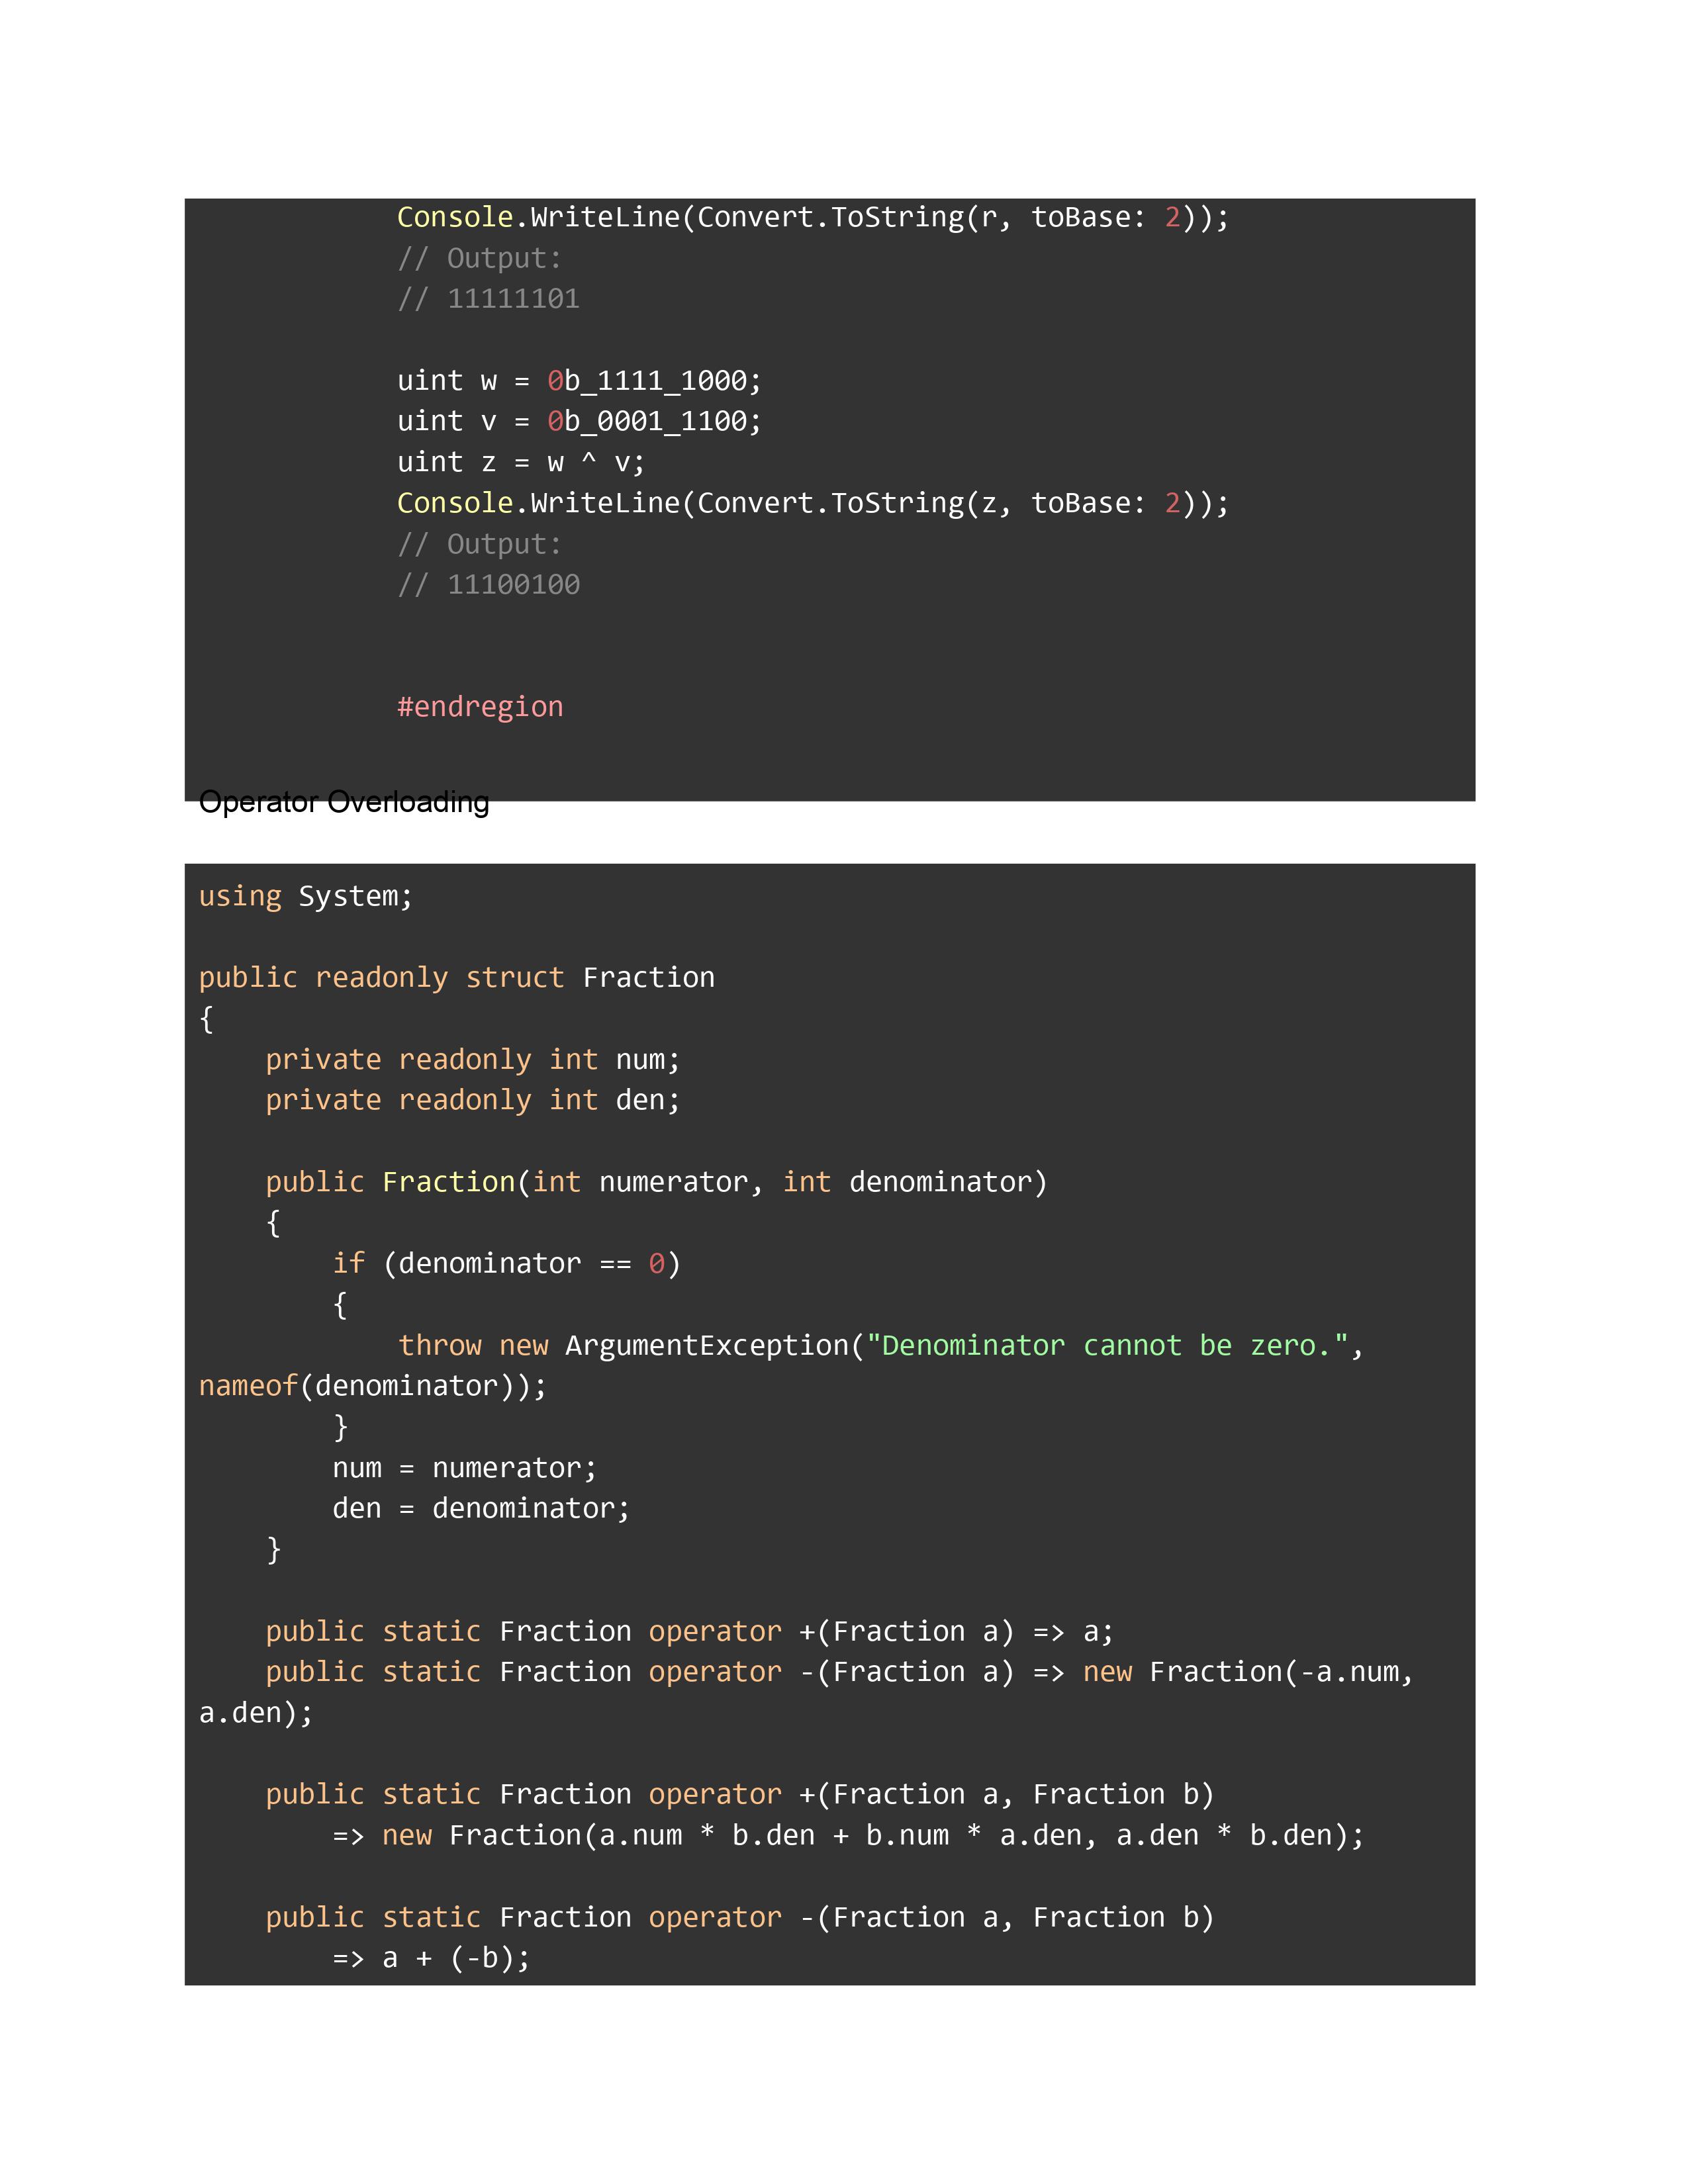 Console.WriteLine(Convert.ToString(r, toBase: 2));
// Output:
// 11111101
uint w = 0b_1111_1000;
uint v = 0b_0001_1100;
uint z = w ^ v;
Console.WriteLine(Convert.ToString(z, toBase: 2));
// Output:
// 11100100
#endregion
Operator Overloading
using System;
public readonly struct Fraction
{
private readonly int num;
private readonly int den;
public Fraction(int numerator, int denominator)
{
if (denominator == 0)
{
throw new ArgumentException("Denominator cannot be zero.",
nameof(denominator));
}
num = numerator;
den = denominator;
}
public static Fraction operator +(Fraction a) => a;
public static Fraction operator -(Fraction a) => new Fraction(-a.num,
a.den);
public static Fraction operator +(Fraction a, Fraction b)
=> new Fraction(a.num * b.den + b.num * a.den, a.den * b.den);
public static Fraction operator -(Fraction a, Fraction b)
=> a + (-b);